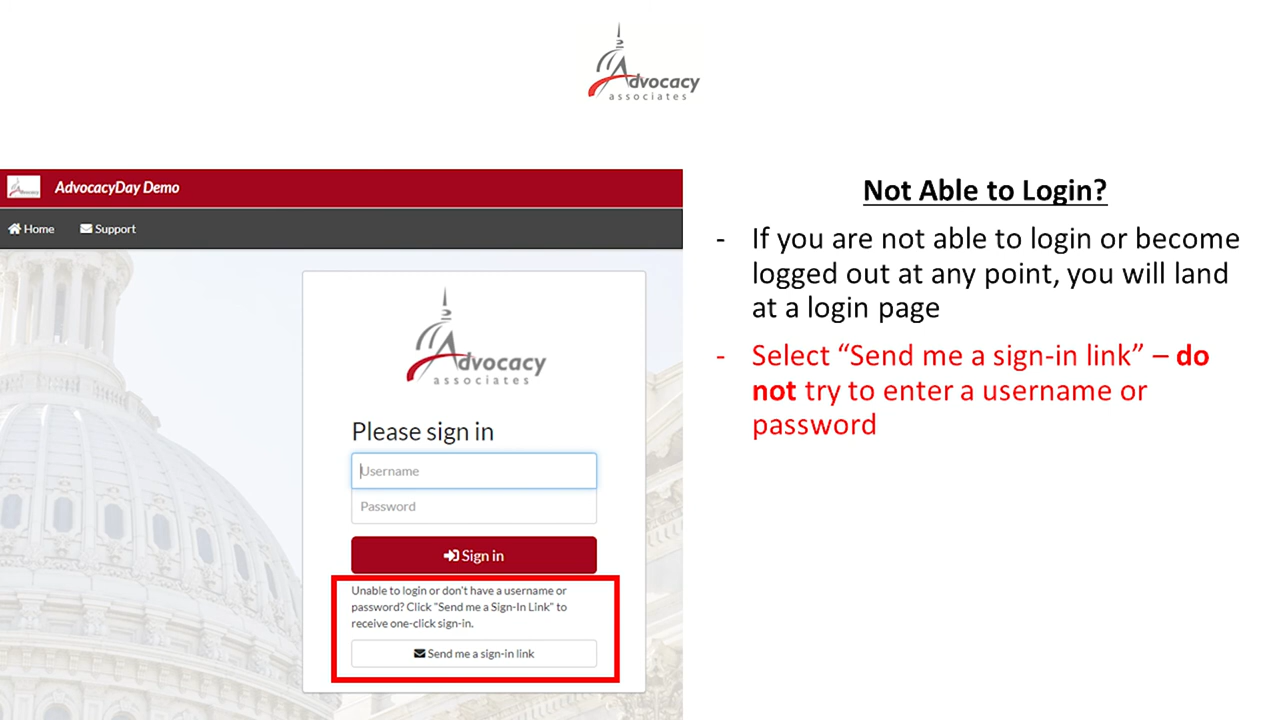 Advocacy
associates
AdvocacyDay Demo
Home Support
Advocacy
associates
Please sign in
Username
Password
Sign in
Unable to login or don't have a username or
password? Click "Send me a Sign-In Link" to
receive one-click sign-in.
Send me a sign-in link
Not Able to Login?
- If you are not able to login or become
logged out at any point, you will land
at a login page
- Select “Send me a sign-in link” – do
not try to enter a username or
password